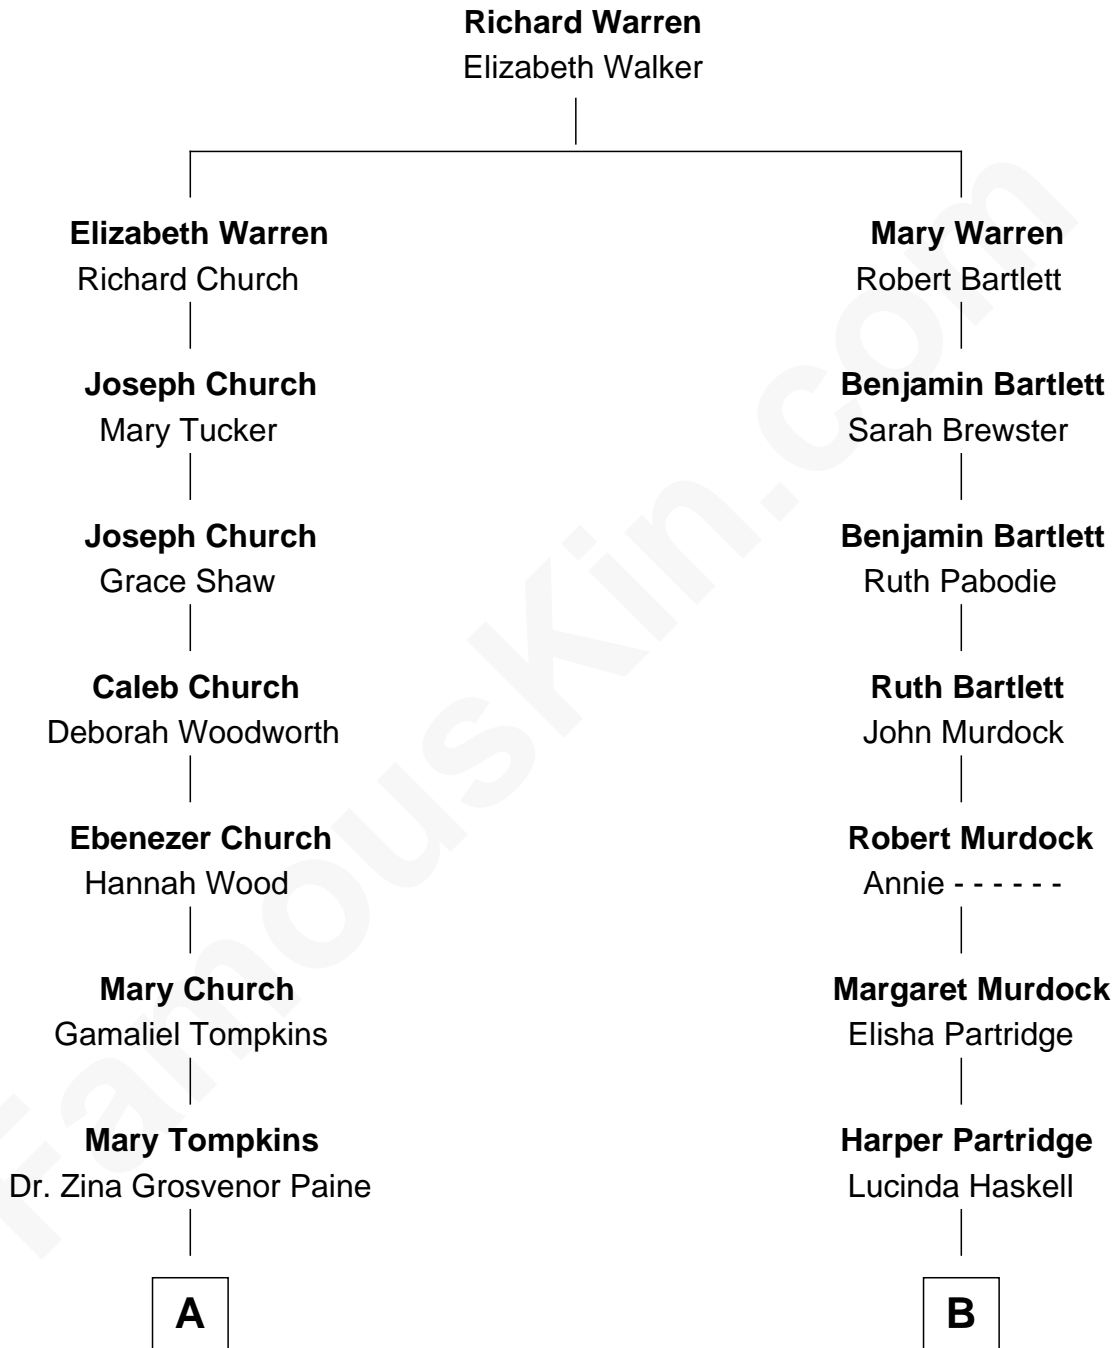 Richard Warren
Elizabeth Walker
Elizabeth Warren
Richard Church
Mary Warren
Robert Bartlett
Joseph Church
Mary Tucker
Benjamin Bartlett
Sarah Brewster
Joseph Church
Grace Shaw
Benjamin Bartlett
Ruth Pabodie
Caleb Church
Deborah Woodworth
Ruth Bartlett
John Murdock
Ebenezer Church
Hannah Wood
Robert Murdock
Annie - - - - - -
Mary Church
Gamaliel Tompkins
Margaret Murdock
Elisha Partridge
Mary Tompkins
Dr. Zina Grosvenor Paine
Harper Partridge
Lucinda Haskell
A
B
FamousKin.com